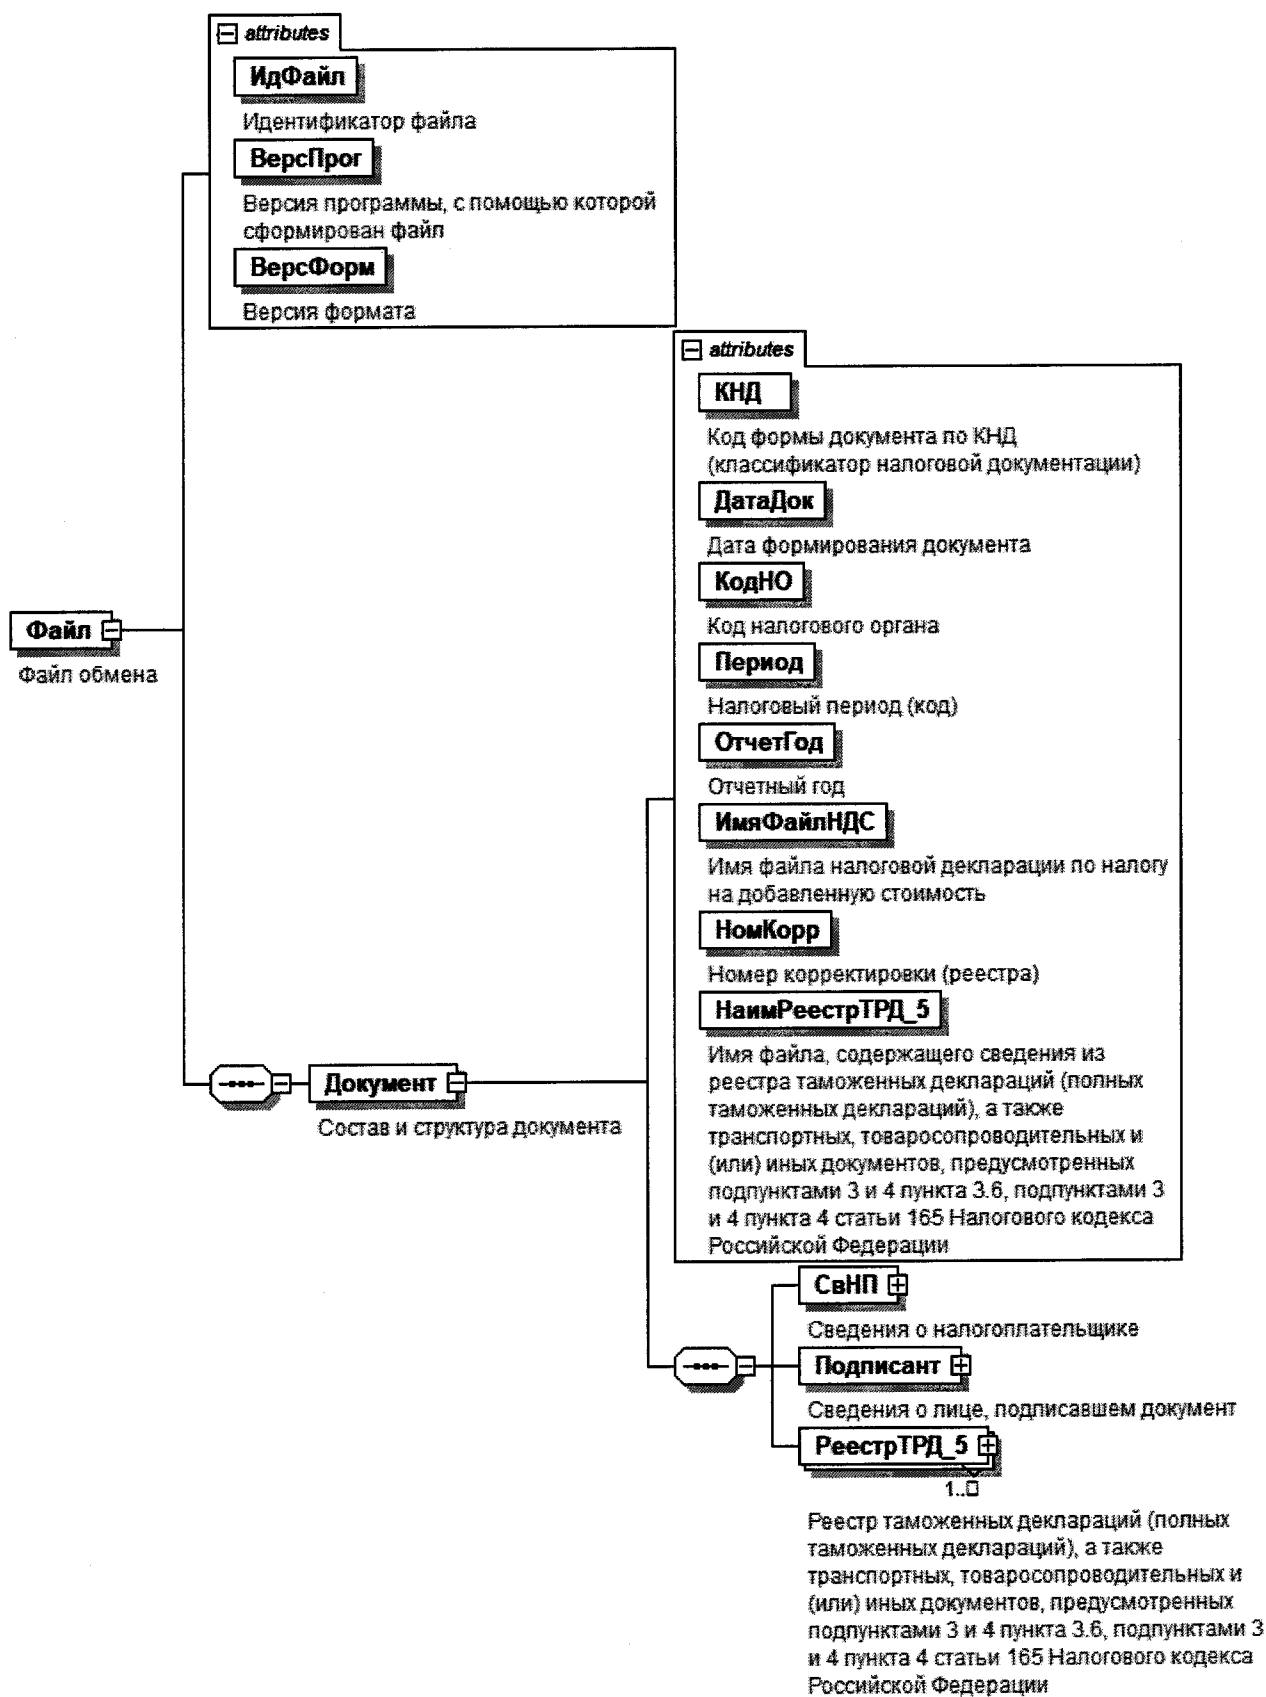 attributes
ИдФайл
Идентификатор файла
ВерсПрог
Версия программы, с помощью которой
сформирован файл
ВерсФорм
Версия формата
attributes
КНД
Код формы документа по КНД
(классификатор налоговой документации)
ДатаДок
Дата формирования документа
КодНО
Код налогового органа
Период
Налоговый период (код)
ОтчетГод
Отчетный год
ИмяФайлНДС
Имя файла налоговой декларации по налогу
на добавленную стоимость
НомКорр
Номер корректировки (реестра)
НаимРеестрТРД_5
Имя файла, содержащего сведения из
реестра таможенных деклараций (полных
таможенных деклараций), а также
транспортных, товаросопроводительных и
(или) иных документов, предусмотренных
подпунктами 3 и 4 пункта 3.6, подпунктами 3
и 4 пункта 4 статьи 165 Налогового кодекса
Российской Федерации
Файл
Файл обмена
Документ
Состав и структура документа
СвНП
Сведения о налогоплательщике
Подписант
Сведения о лице, подписавшем документ
РеестрТРД_5
1..□
Реестр таможенных деклараций (полных
таможенных деклараций), а также
транспортных, товаросопроводительных и
(или) иных документов, предусмотренных
подпунктами 3 и 4 пункта 3.6, подпунктами 3
и 4 пункта 4 статьи 165 Налогового кодекса
Российской Федерации